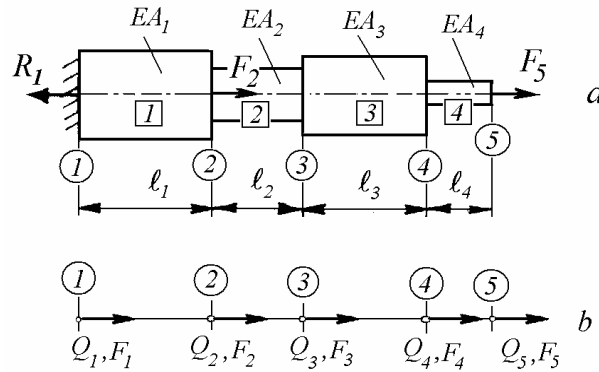 EA₁ EA₂ EA₃ EA₄
R₁ F₂ F₅ a
1 2 3 4
1 2 3 4 5
ℓ₁ ℓ₂ ℓ₃ ℓ₄
1 2 3 4 5
b
Q₁,F₁ Q₂,F₂ Q₃,F₃ Q₄,F₄ Q₅,F₅